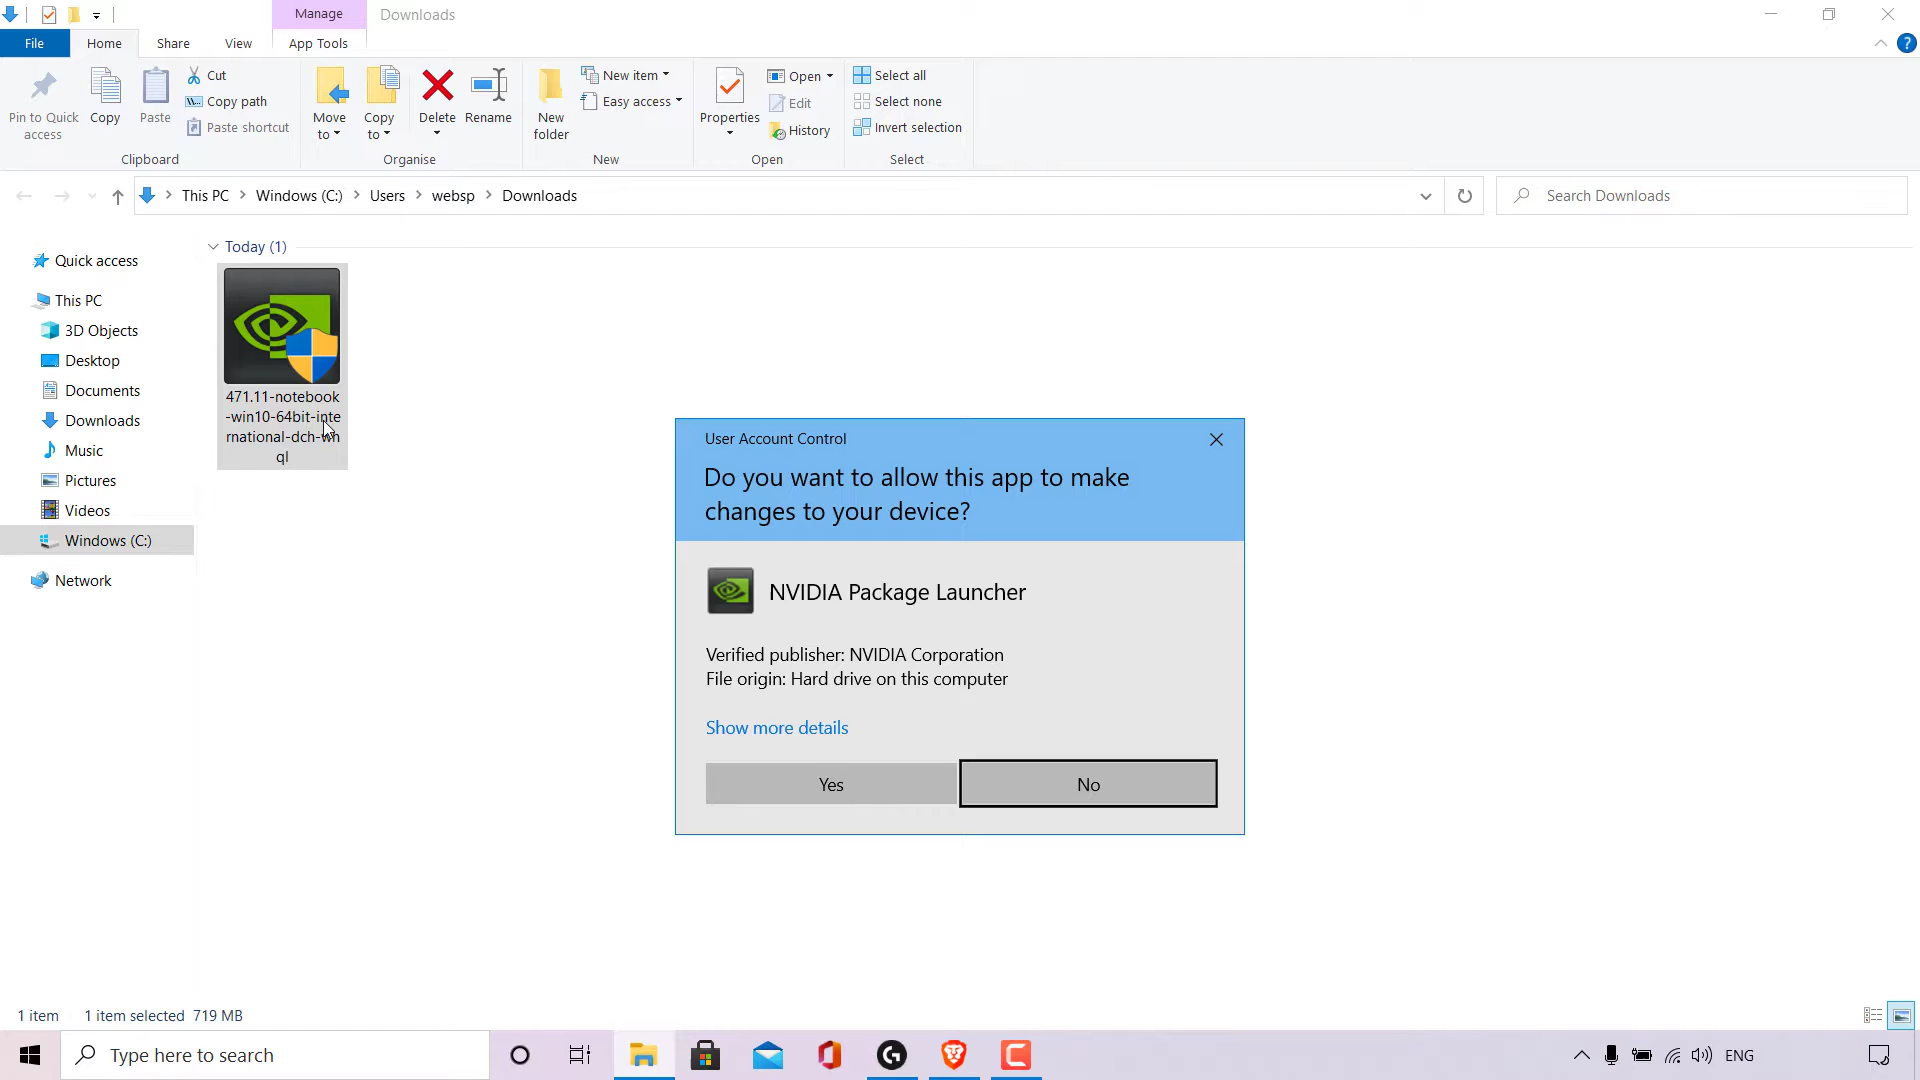 Manage
Downloads
File
Home
Share
View
App Tools
Pin to Quick
access
Copy
Paste
Cut
Copy path
Paste shortcut
Clipboard
Move
to
Copy
to
Delete
Rename
Organise
New
folder
New item
Easy access
New
Properties
Open
Edit
History
Open
Select all
Select none
Invert selection
Select
This PC
Windows (C:)
Users
websp
Downloads
Search Downloads
Quick access
This PC
3D Objects
Desktop
Documents
Downloads
Music
Pictures
Videos
Windows (C:)
Network
Today (1)
471.11-notebook
-win10-64bit-inte
rnational-dch-wh
ql
User Account Control
Do you want to allow this app to make
changes to your device?
NVIDIA Package Launcher
Verified publisher: NVIDIA Corporation
File origin: Hard drive on this computer
Show more details
Yes
No
1 item
1 item selected 719 MB
Type here to search
ENG